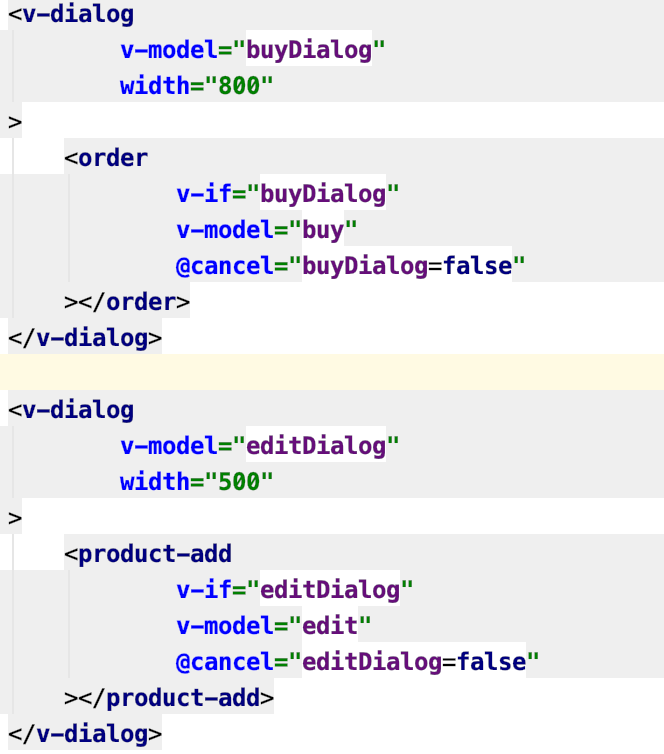 <v-dialog
        v-model="buyDialog"
        width="800"
>
    <order
            v-if="buyDialog"
            v-model="buy"
            @cancel="buyDialog=false"
    ></order>
</v-dialog>

<v-dialog
        v-model="editDialog"
        width="500"
>
    <product-add
            v-if="editDialog"
            v-model="edit"
            @cancel="editDialog=false"
    ></product-add>
</v-dialog>